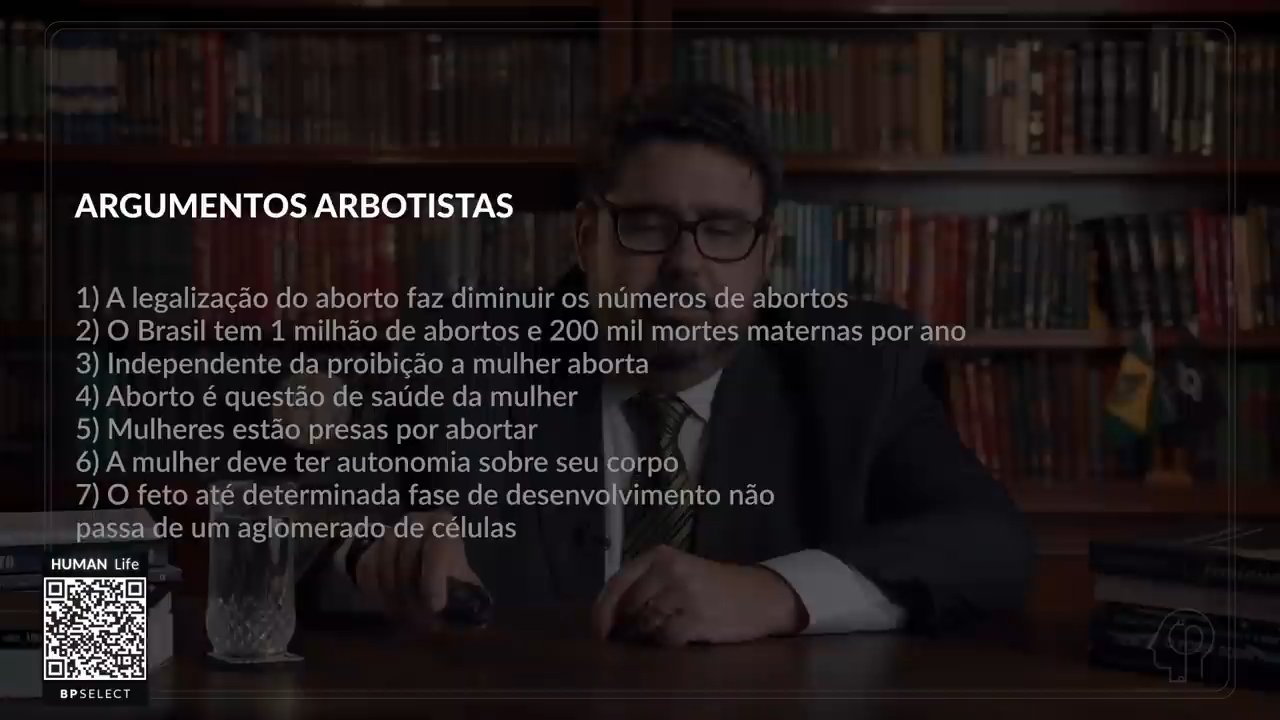 ARGUMENTOS ARBOTISTAS
1) A legalização do aborto faz diminuir os números de abortos
2) O Brasil tem 1 milhão de abortos e 200 mil mortes maternas por ano
3) Independente da proibição a mulher aborta
4) Aborto é questão de saúde da mulher
5) Mulheres estão presas por abortar
6) A mulher deve ter autonomia sobre seu corpo
7) O feto até determinada fase de desenvolvimento não
passa de um aglomerado de células
HUMAN Life
BPSELECT